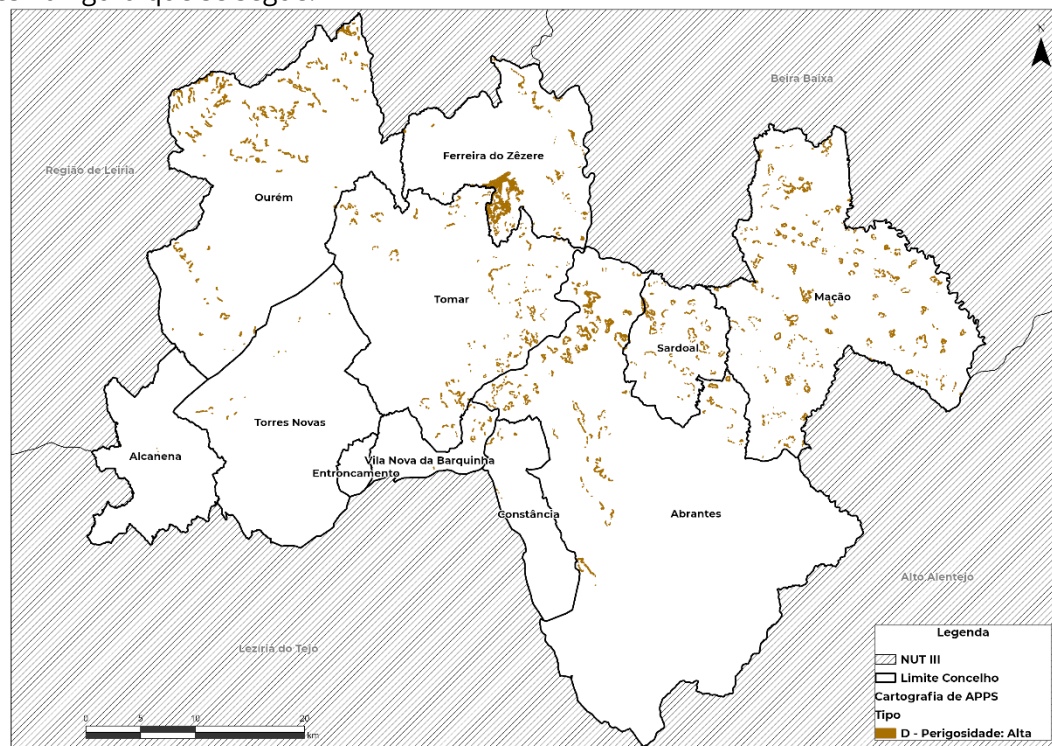 N
Beira Baixa
Ferreira do Zêzere
Região de Leiria
Ourém
Tomar
Mação
Sardoal
Torres Novas
Alcanena
Vila Nova da Barquinha
Entroncamento
Constância
Abrantes
Alto Alentejo
Lezíria do Tejo
Legenda
NUT III
Limite Concelho
Cartografia de APPS
Tipo
D - Perigosidade: Alta
0 5 10 20
km